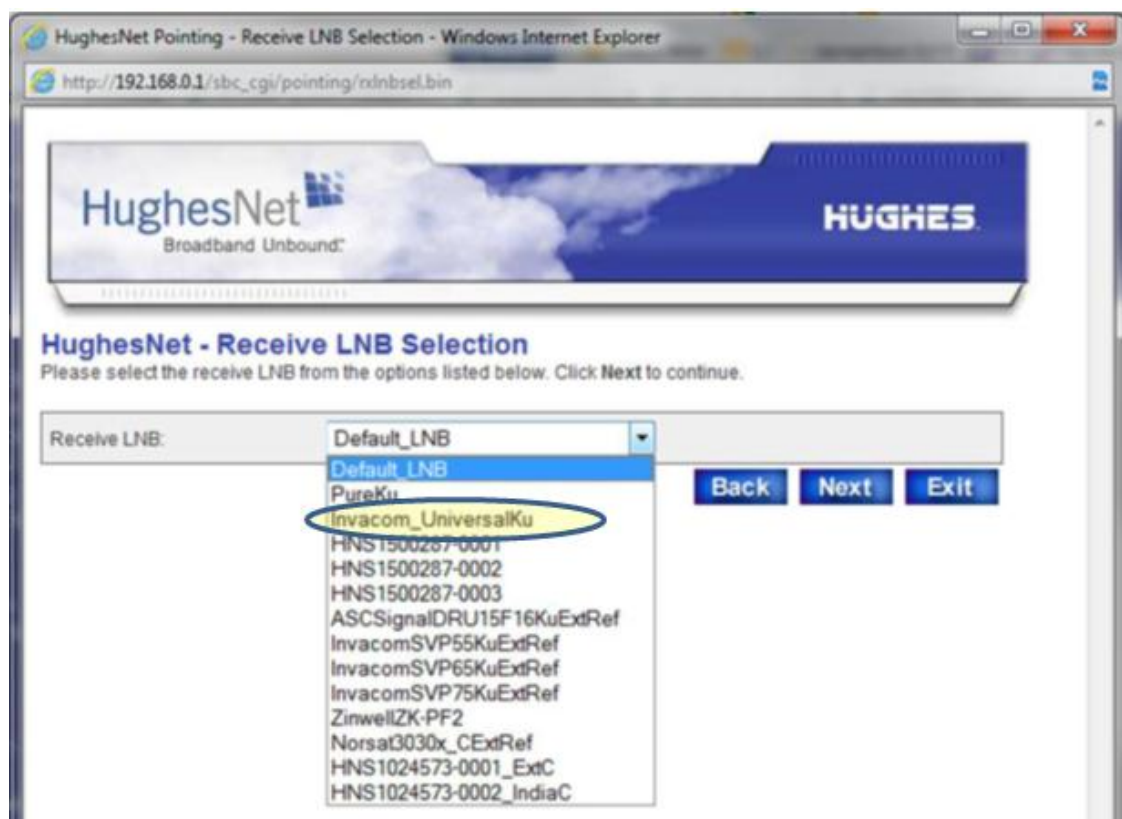 HughesNet Pointing - Receive LNB Selection - Windows Internet Explorer
http://192.168.0.1/sbc_cgi/pointing/rxlnbsel.bin
HughesNet
Broadband Unbound.™
HUGHES
HughesNet - Receive LNB Selection
Please select the receive LNB from the options listed below. Click Next to continue.
Receive LNB: Default_LNB
Default_LNB
Back Next Exit
PureKu
Invacom_UniversalKu
HNS1500287-0001
HNS1500287-0002
HNS1500287-0003
ASCSignalDRU15F16KuExtRef
InvacomSVP55KuExtRef
InvacomSVP65KuExtRef
InvacomSVP75KuExtRef
ZinwellZK-PF2
Norsat3030x_CExtRef
HNS1024573-0001_ExtC
HNS1024573-0002_IndiaC